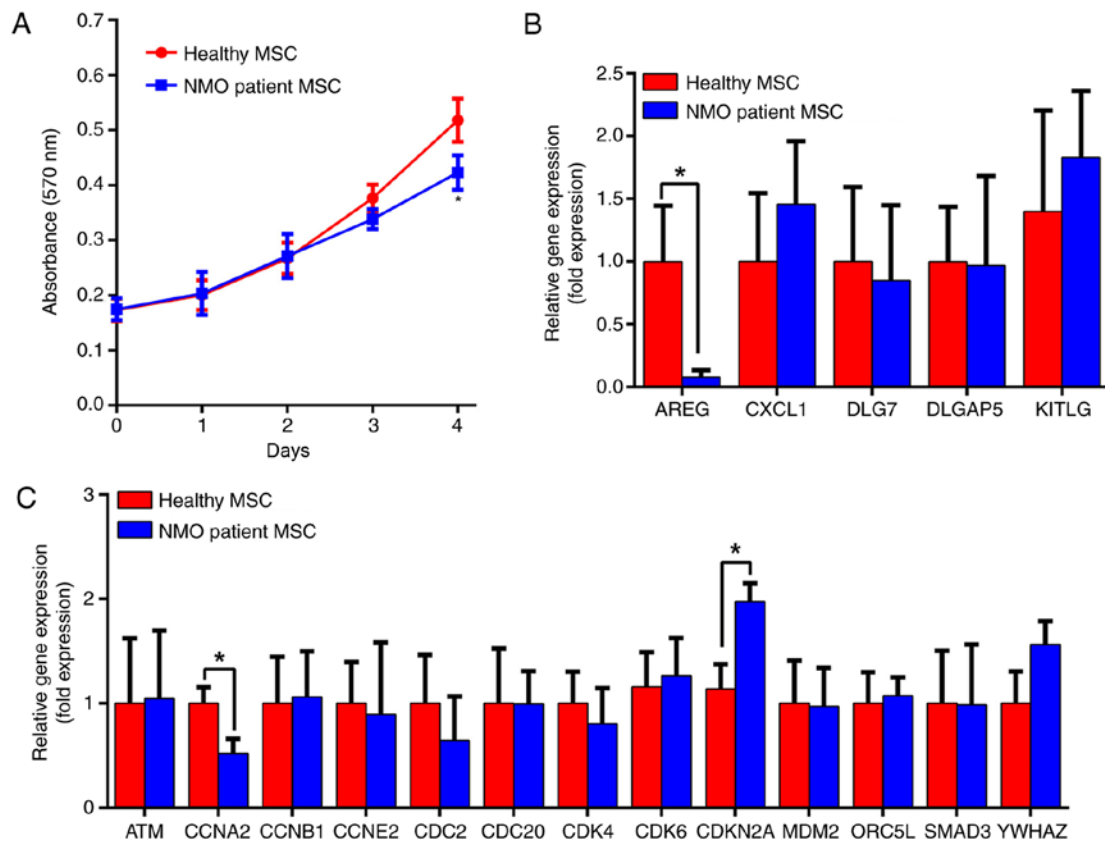 A
Absorbance (570 nm)
0.7
0.6
0.5
0.4
0.3
0.2
0.1
0.0
Healthy MSC
NMO patient MSC
*
0 1 2 3 4
Days
B
Relative gene expression
(fold expression)
2.5
2.0
1.5
1.0
0.5
0.0
Healthy MSC
NMO patient MSC
*
AREG CXCL1 DLG7 DLGAP5 KITLG
C
Relative gene expression
(fold expression)
3
2
1
0
Healthy MSC
NMO patient MSC
*
*
ATM CCNA2 CCNB1 CCNE2 CDC2 CDC20 CDK4 CDK6 CDKN2A MDM2 ORC5L SMAD3 YWHAZ